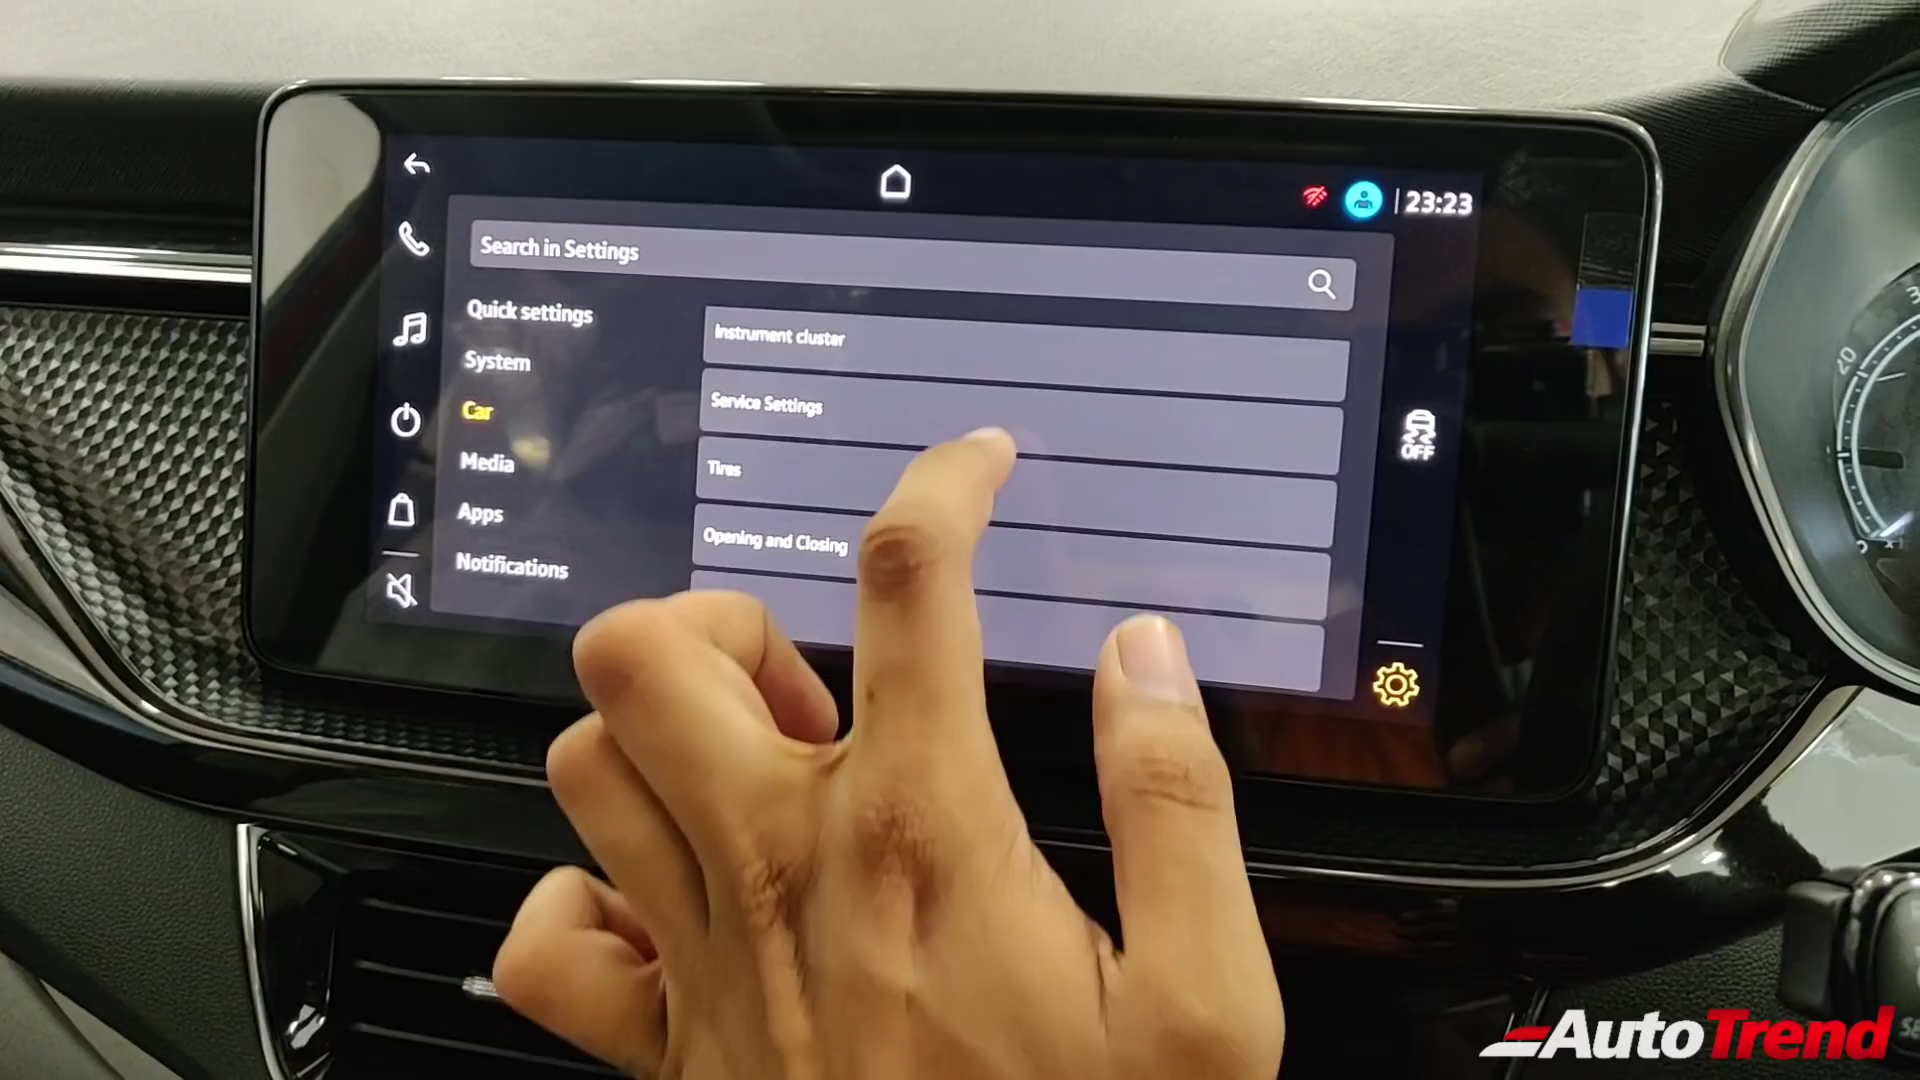 23:23
Search in Settings
Quick settings
System
Car
Media
Apps
Notifications
Instrument cluster
Service Settings
Tires
Opening and Closing
OFF
20
AutoTrend